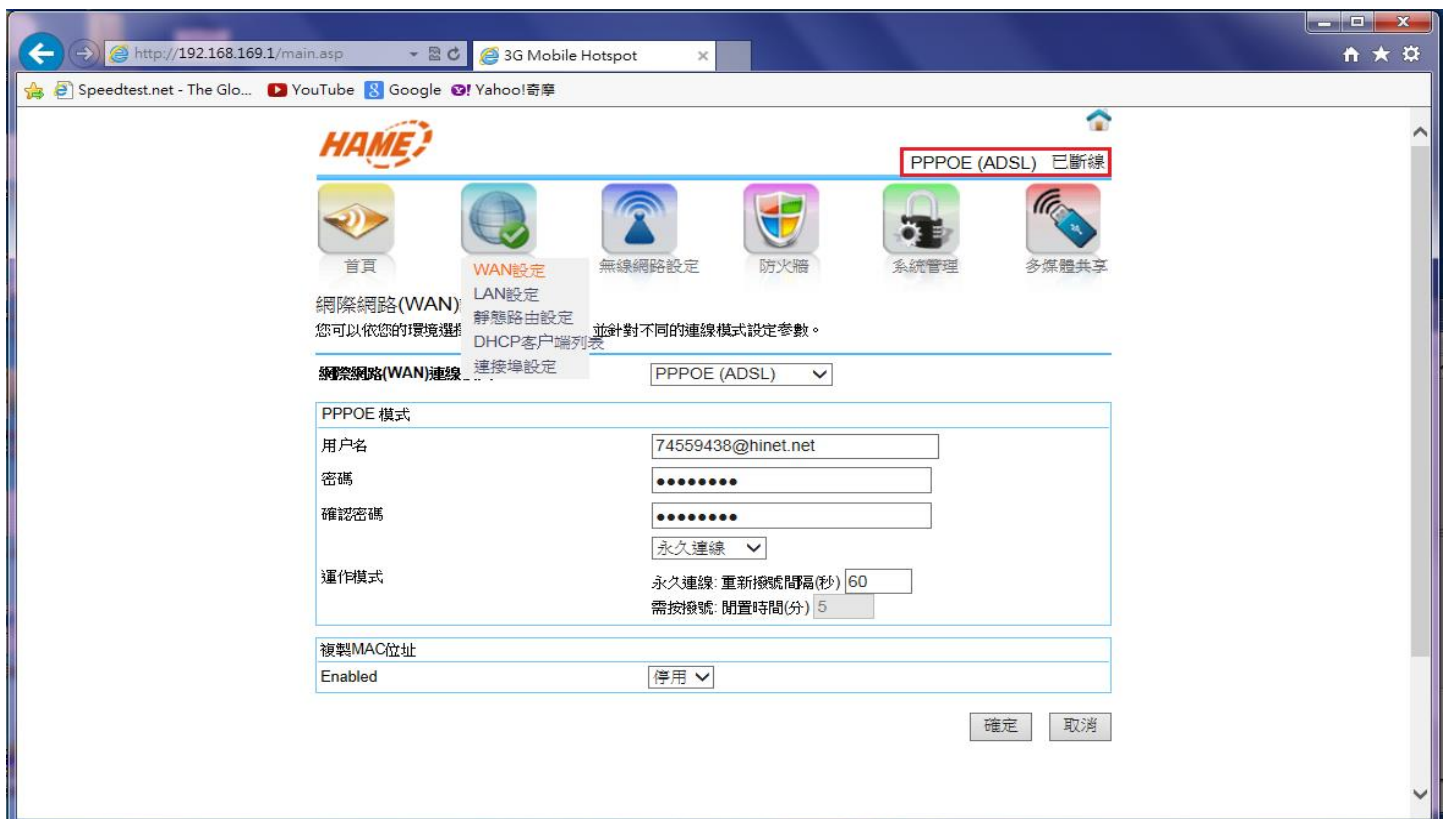 http://192.168.169.1/main.asp
3G Mobile Hotspot
Speedtest.net - The Glo...
YouTube
Google
Yahoo!奇摩
HAME
PPPOE (ADSL) 已斷線
首頁
無線網路設定
防火牆
系統管理
多媒體共享
WAN設定
LAN設定
靜態路由設定
DHCP客戶端列表
連接埠設定
網際網路(WAN)
您可以依您的環境選 並針對不同的連線模式設定參數。
網際網路(WAN)連線 PPPOE (ADSL)
PPPOE 模式
用戶名 74559438@hinet.net
密碼
確認密碼
永久連線
運作模式
永久連線: 重新撥號間隔(秒) 60
需按撥號: 閒置時間(分) 5
複製MAC位址
Enabled 停用
確定 取消